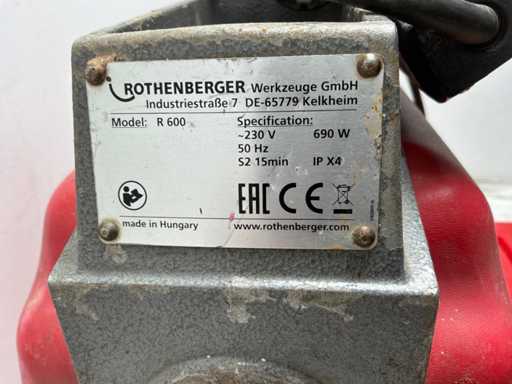 ROTHENBERGER Werkzeuge GmbH
Industriestraße 7 DE-65779 Kelkheim
Model: R 600 Specification:
~230 V 690 W
50 Hz
S2 15min IP X4
EAC CE
made in Hungary www.rothenberger.com